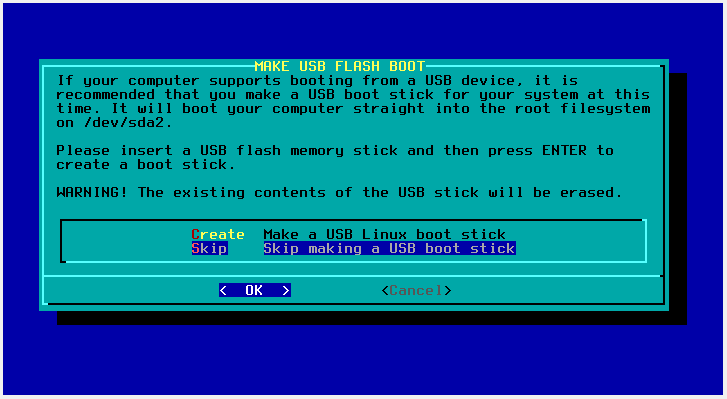 MAKE USB FLASH BOOT
If your computer supports booting from a USB device, it is
recommended that you make a USB boot stick for your system at this
time. It will boot your computer straight into the root filesystem
on /dev/sda2.
Please insert a USB flash memory stick and then press ENTER to
create a boot stick.
WARNING! The existing contents of the USB stick will be erased.
Create Make a USB Linux boot stick
Skip Skip making a USB boot stick
< OK > <Cancel>